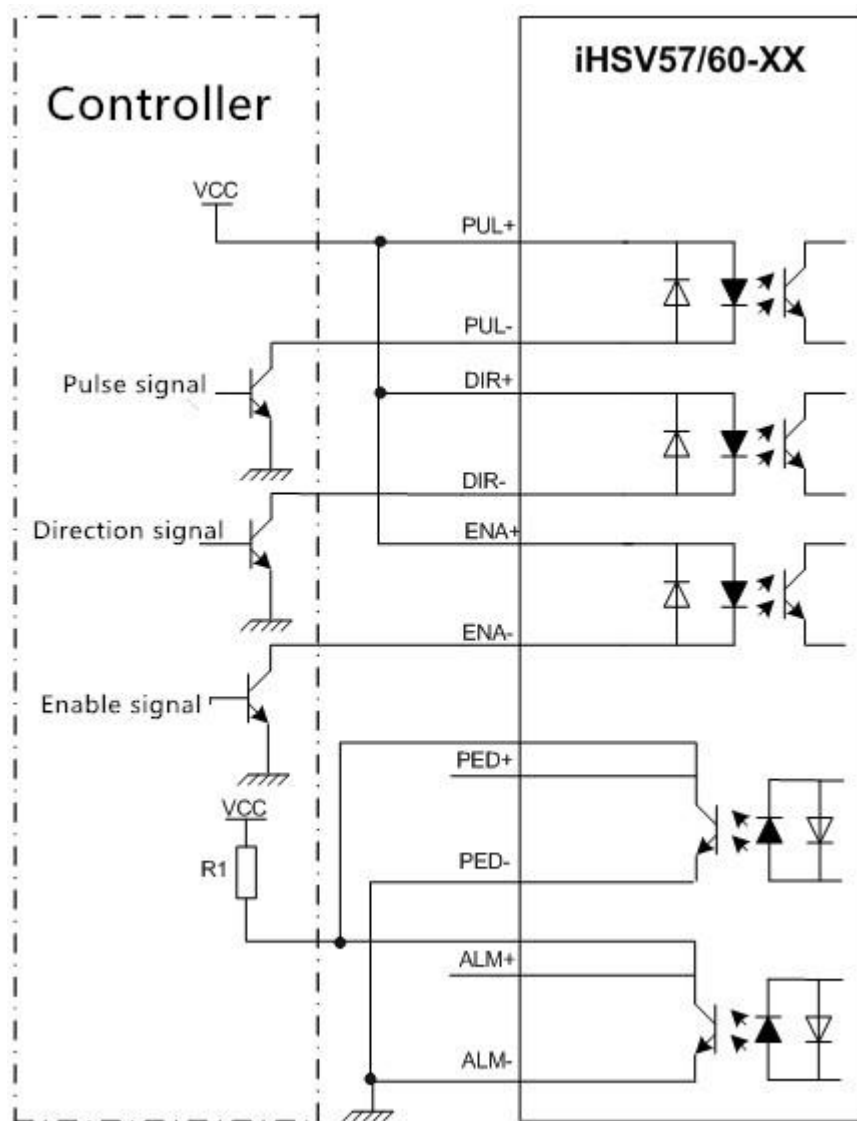 iHSV57/60-XX
Controller
VCC
PUL+
PUL-
Pulse signal
DIR+
DIR-
Direction signal
ENA+
ENA-
Enable signal
PED+
VCC
R1
PED-
ALM+
ALM-